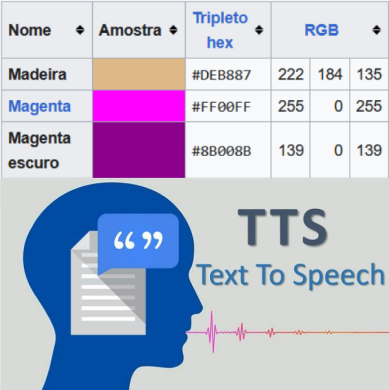 Nome Amostra Tripleto hex RGB
Madeira #DEB887 222 184 135
Magenta #FF00FF 255 0 255
Magenta escuro #8B008B 139 0 139
“ ”
TTS
Text To Speech